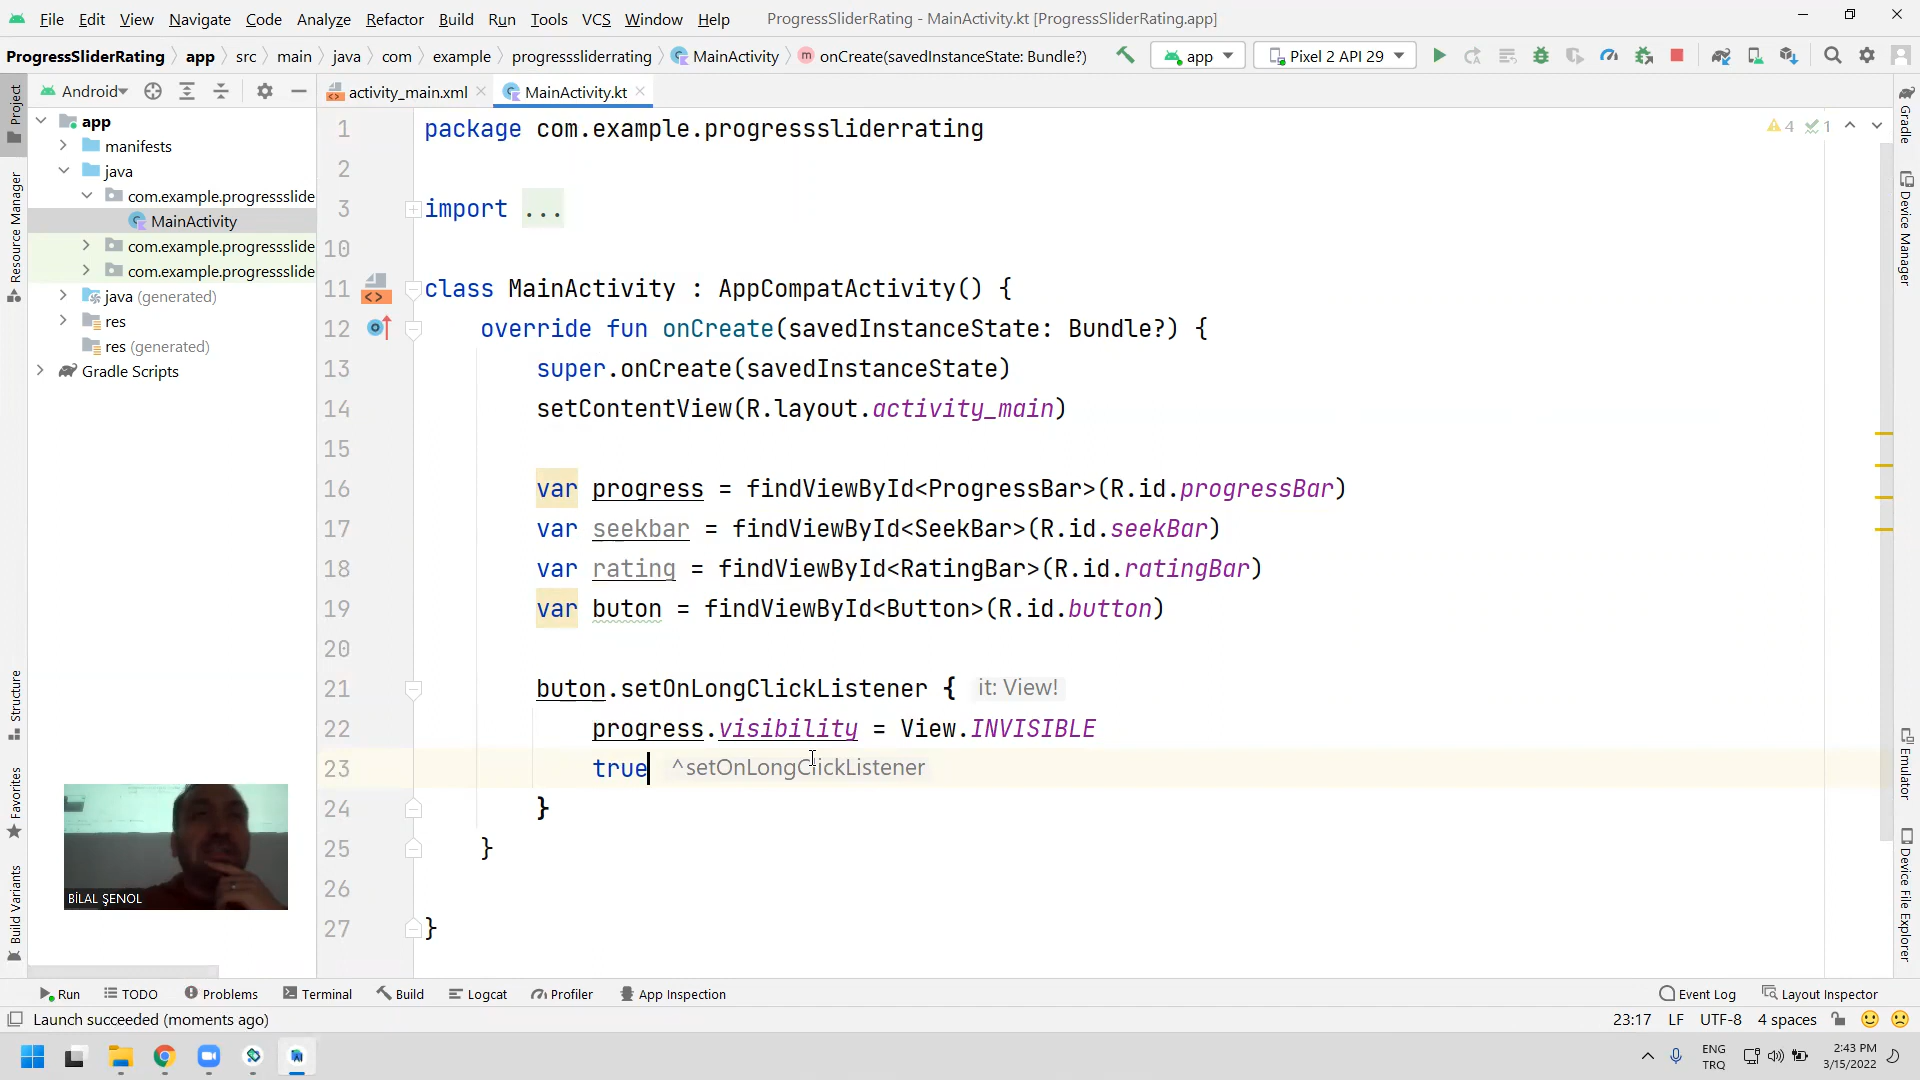 File Edit View Navigate Code Analyze Refactor Build Run Tools VCS Window Help ProgressSliderRating - MainActivity.kt [ProgressSliderRating.app]
ProgressSliderRating app src main java com example progresssliderrating MainActivity onCreate(savedInstanceState: Bundle?) app Pixel 2 API 29
Android activity_main.xml MainActivity.kt
Project
Resource Manager
Structure
Favorites
Build Variants
app
manifests
java
com.example.progressslide
MainActivity
com.example.progressslide
com.example.progressslide
java (generated)
res
res (generated)
Gradle Scripts
BİLAL ŞENOL
4 1
1 package com.example.progresssliderrating
2
3 import ...
10
11 class MainActivity : AppCompatActivity() {
12 override fun onCreate(savedInstanceState: Bundle?) {
13 super.onCreate(savedInstanceState)
14 setContentView(R.layout.activity_main)
15
16 var progress = findViewById<ProgressBar>(R.id.progressBar)
17 var seekbar = findViewById<SeekBar>(R.id.seekBar)
18 var rating = findViewById<RatingBar>(R.id.ratingBar)
19 var buton = findViewById<Button>(R.id.button)
20
21 buton.setOnLongClickListener { it: View!
22 progress.visibility = View.INVISIBLE
23 true ^setOnLongClickListener
24 }
25 }
26
27 }
Gradle
Device Manager
Emulator
Device File Explorer
Run TODO Problems Terminal Build Logcat Profiler App Inspection Event Log Layout Inspector
Launch succeeded (moments ago) 23:17 LF UTF-8 4 spaces
ENG
TRQ
2:43 PM
3/15/2022